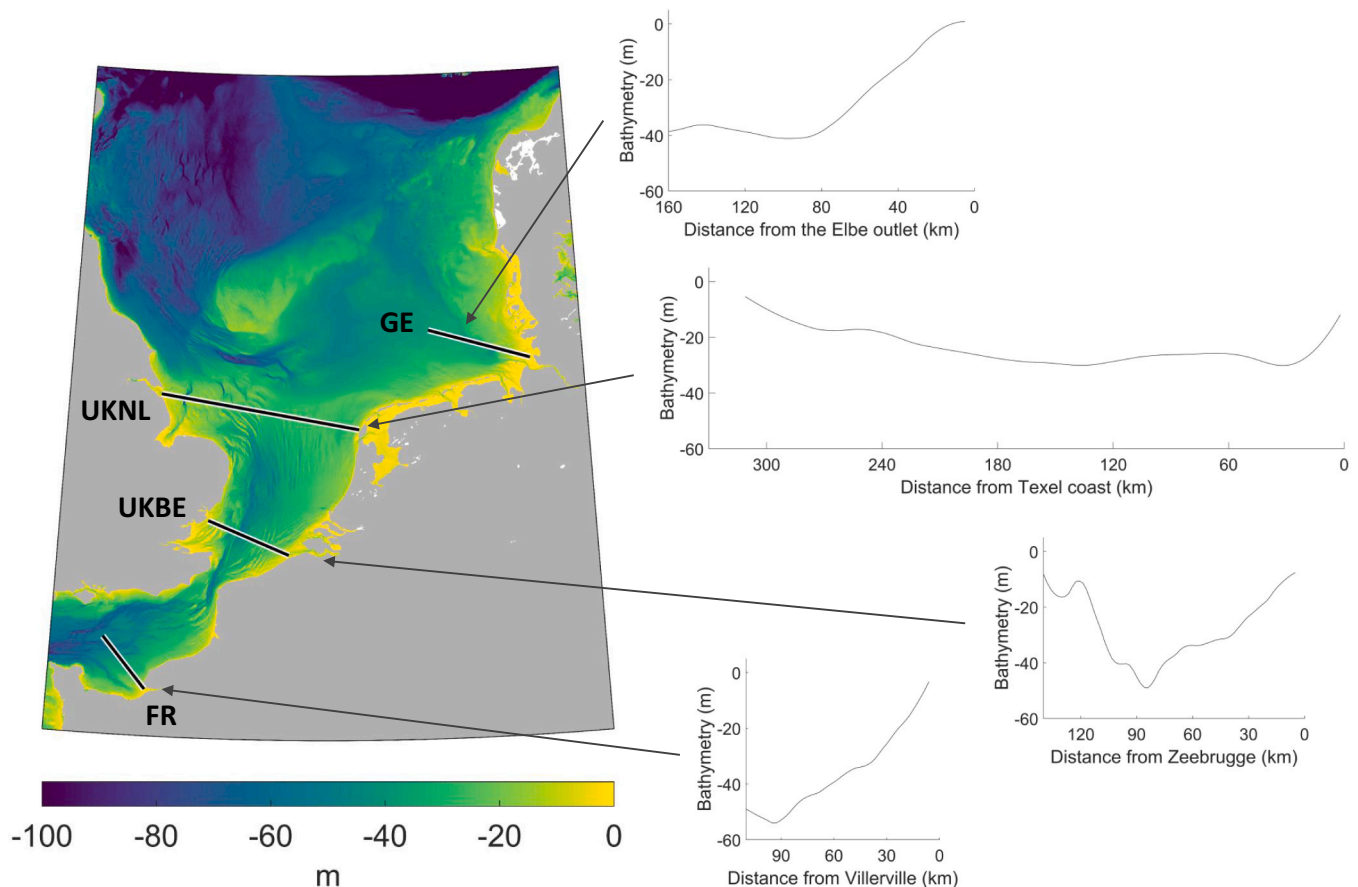 GE
UKNL
UKBE
FR
-100 -80 -60 -40 -20 0
m
Bathymetry (m)
0
-20
-40
-60
160 120 80 40 0
Distance from the Elbe outlet (km)
Bathymetry (m)
0
-20
-40
-60
300 240 180 120 60 0
Distance from Texel coast (km)
Bathymetry (m)
0
-20
-40
-60
120 90 60 30 0
Distance from Zeebrugge (km)
Bathymetry (m)
0
-20
-40
-60
90 60 30 0
Distance from Villerville (km)